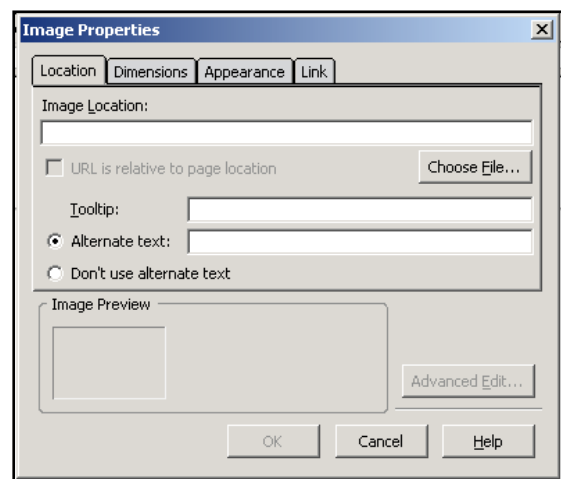 Image Properties
Location Dimensions Appearance Link
Image Location:
URL is relative to page location Choose File...
Tooltip:
Alternate text:
Don't use alternate text
Image Preview
Advanced Edit...
OK Cancel Help